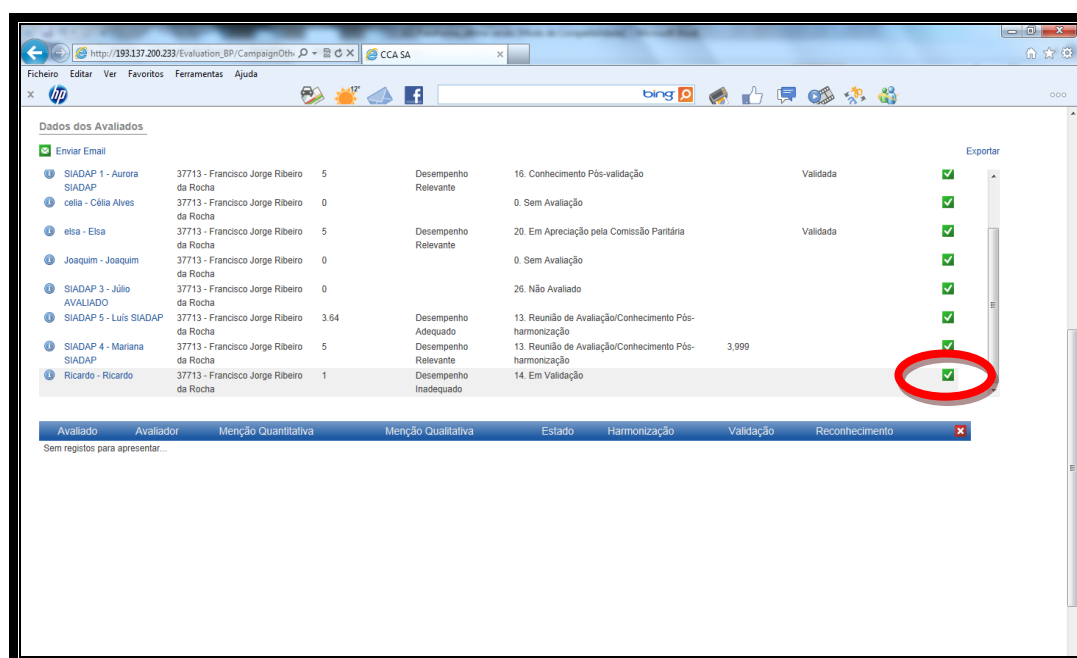 http://193.137.200.233/Evaluation_BP/CampaignOth
CCA SA
Ficheiro Editar Ver Favoritos Ferramentas Ajuda
hp 12° f bing
Dados dos Avaliados
Enviar Email Exportar
SIADAP 1 - Aurora 37713 - Francisco Jorge Ribeiro 5 Desempenho 16. Conhecimento Pós-validação Validada
SIADAP da Rocha Relevante
celia - Célia Alves 37713 - Francisco Jorge Ribeiro 0 0. Sem Avaliação
da Rocha
elsa - Elsa 37713 - Francisco Jorge Ribeiro 5 Desempenho 20. Em Apreciação pela Comissão Paritária Validada
da Rocha Relevante
Joaquim - Joaquim 37713 - Francisco Jorge Ribeiro 0 0. Sem Avaliação
da Rocha
SIADAP 3 - Júlio 37713 - Francisco Jorge Ribeiro 0 26. Não Avaliado
AVALIADO da Rocha
SIADAP 5 - Luís SIADAP 37713 - Francisco Jorge Ribeiro 3.64 Desempenho 13. Reunião de Avaliação/Conhecimento Pós-
da Rocha Adequado harmonização
SIADAP 4 - Mariana 37713 - Francisco Jorge Ribeiro 5 Desempenho 13. Reunião de Avaliação/Conhecimento Pós- 3,999
SIADAP da Rocha Relevante harmonização
Ricardo - Ricardo 37713 - Francisco Jorge Ribeiro 1 Desempenho 14. Em Validação
da Rocha Inadequado
Avaliado Avaliador Menção Quantitativa Menção Qualitativa Estado Harmonização Validação Reconhecimento
Sem registos para apresentar...